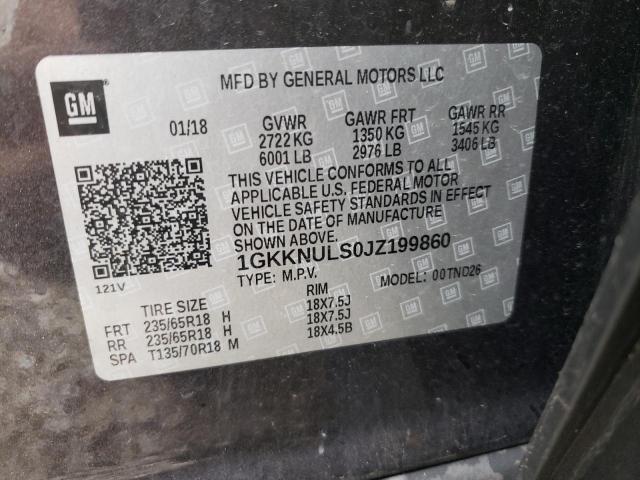 GM
MFD BY GENERAL MOTORS LLC
01/18 GVWR GAWR FRT GAWR RR
2722 KG 1350 KG 1545 KG
6001 LB 2976 LB 3406 LB
THIS VEHICLE CONFORMS TO ALL
APPLICABLE U.S. FEDERAL MOTOR
VEHICLE SAFETY STANDARDS IN EFFECT
ON THE DATE OF MANUFACTURE
SHOWN ABOVE.
1GKKNULS0JZ199860
121V TYPE: M.P.V. MODEL: 00TND26
TIRE SIZE RIM
FRT 235/65R18 H 18X7.5J
RR 235/65R18 H 18X7.5J
SPA T135/70R18 M 18X4.5B